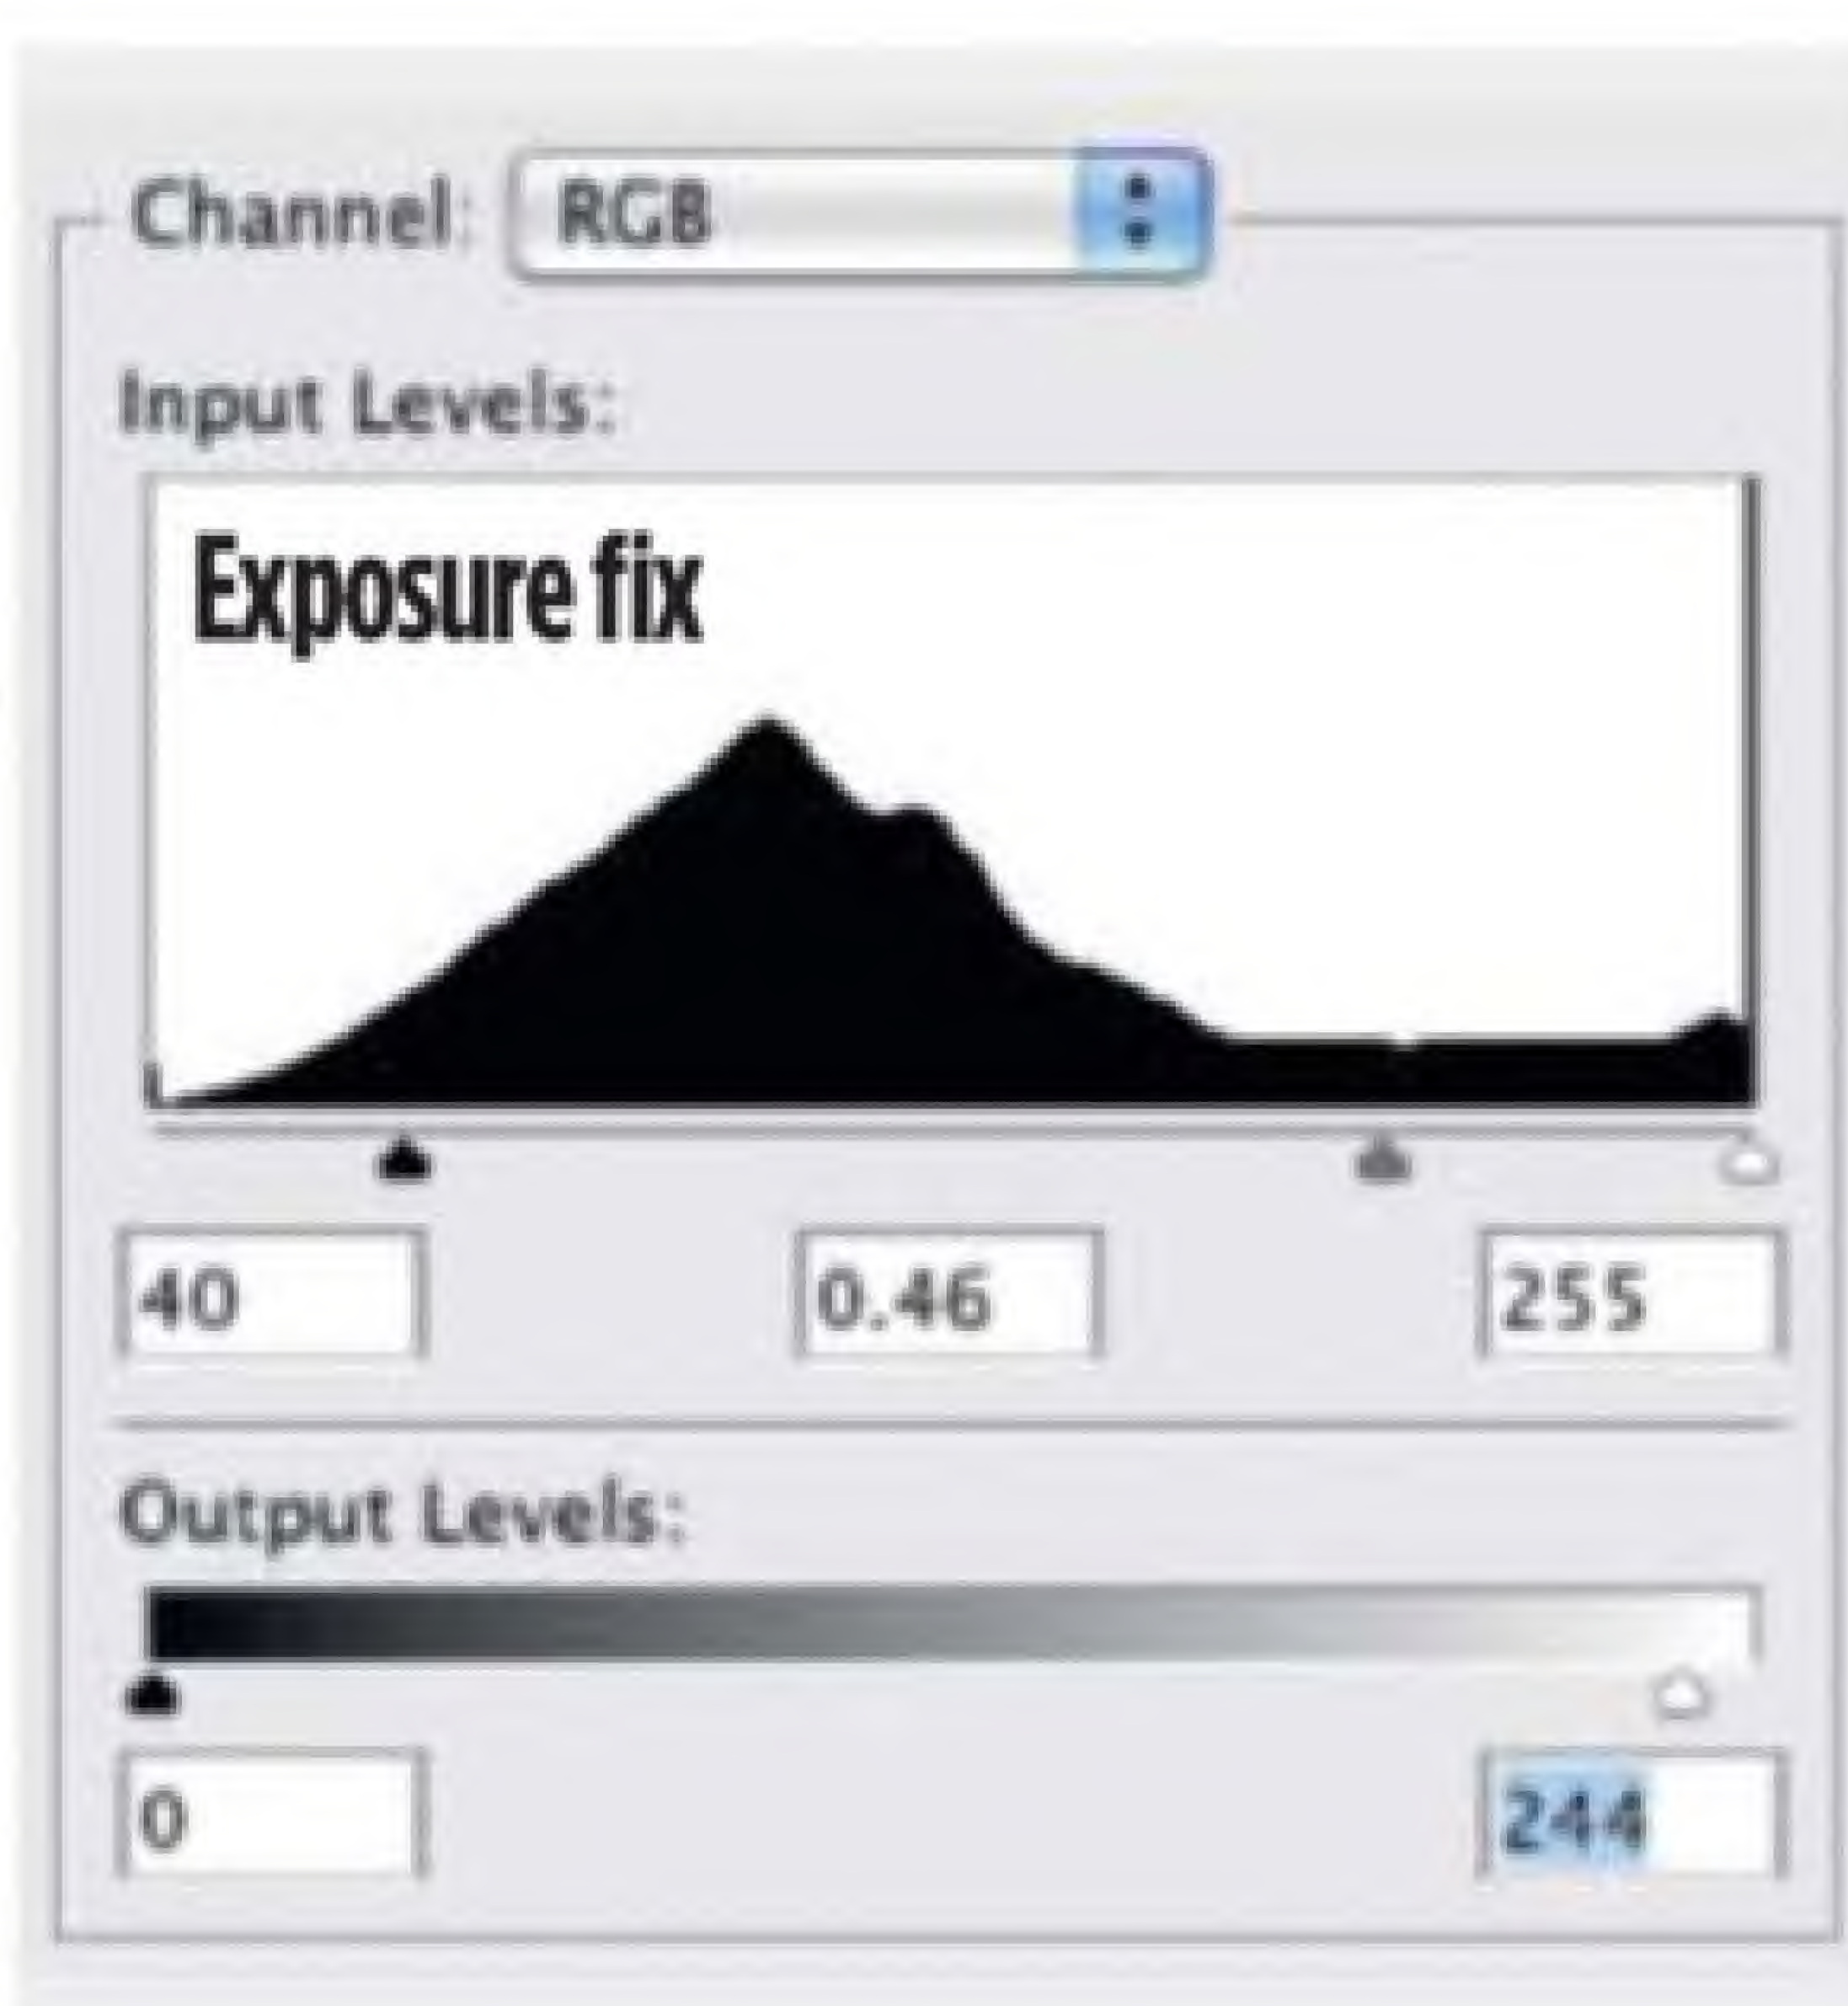 Channel: RGB
Input Levels:
Exposure fix
40 0.46 255
Output Levels:
0 244